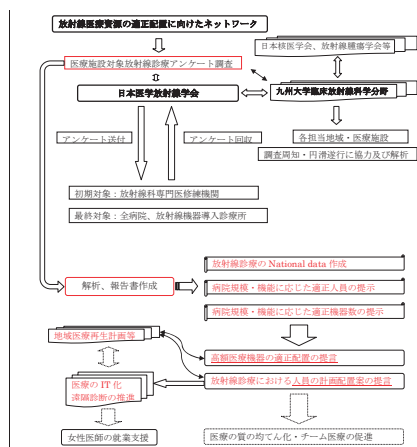 放射線医療資源の適正配置に向けたネットワーク
日本核医学会、放射線腫瘍学会等
医療施設対象放射線診療アンケート調査
日本医学放射線学会
九州大学臨床放射線科学分野
アンケート送付
アンケート回収
各担当地域・医療施設
調査周知・円滑遂行に協力及び解析
初期対象：放射線科専門医修練機関
最終対象：全病院、放射線機器導入診療所
放射線診療の National data 作成
解析、報告書作成
病院規模・機能に応じた適正人員の提示
病院規模・機能に応じた適正機器数の提示
地域医療再生計画等
高額医療機器の適正配置の提言
医療の IT 化
遠隔診断の推進
放射線診療における人員の計画配置案の提言
女性医師の就業支援
医療の質の均てん化・チーム医療の促進